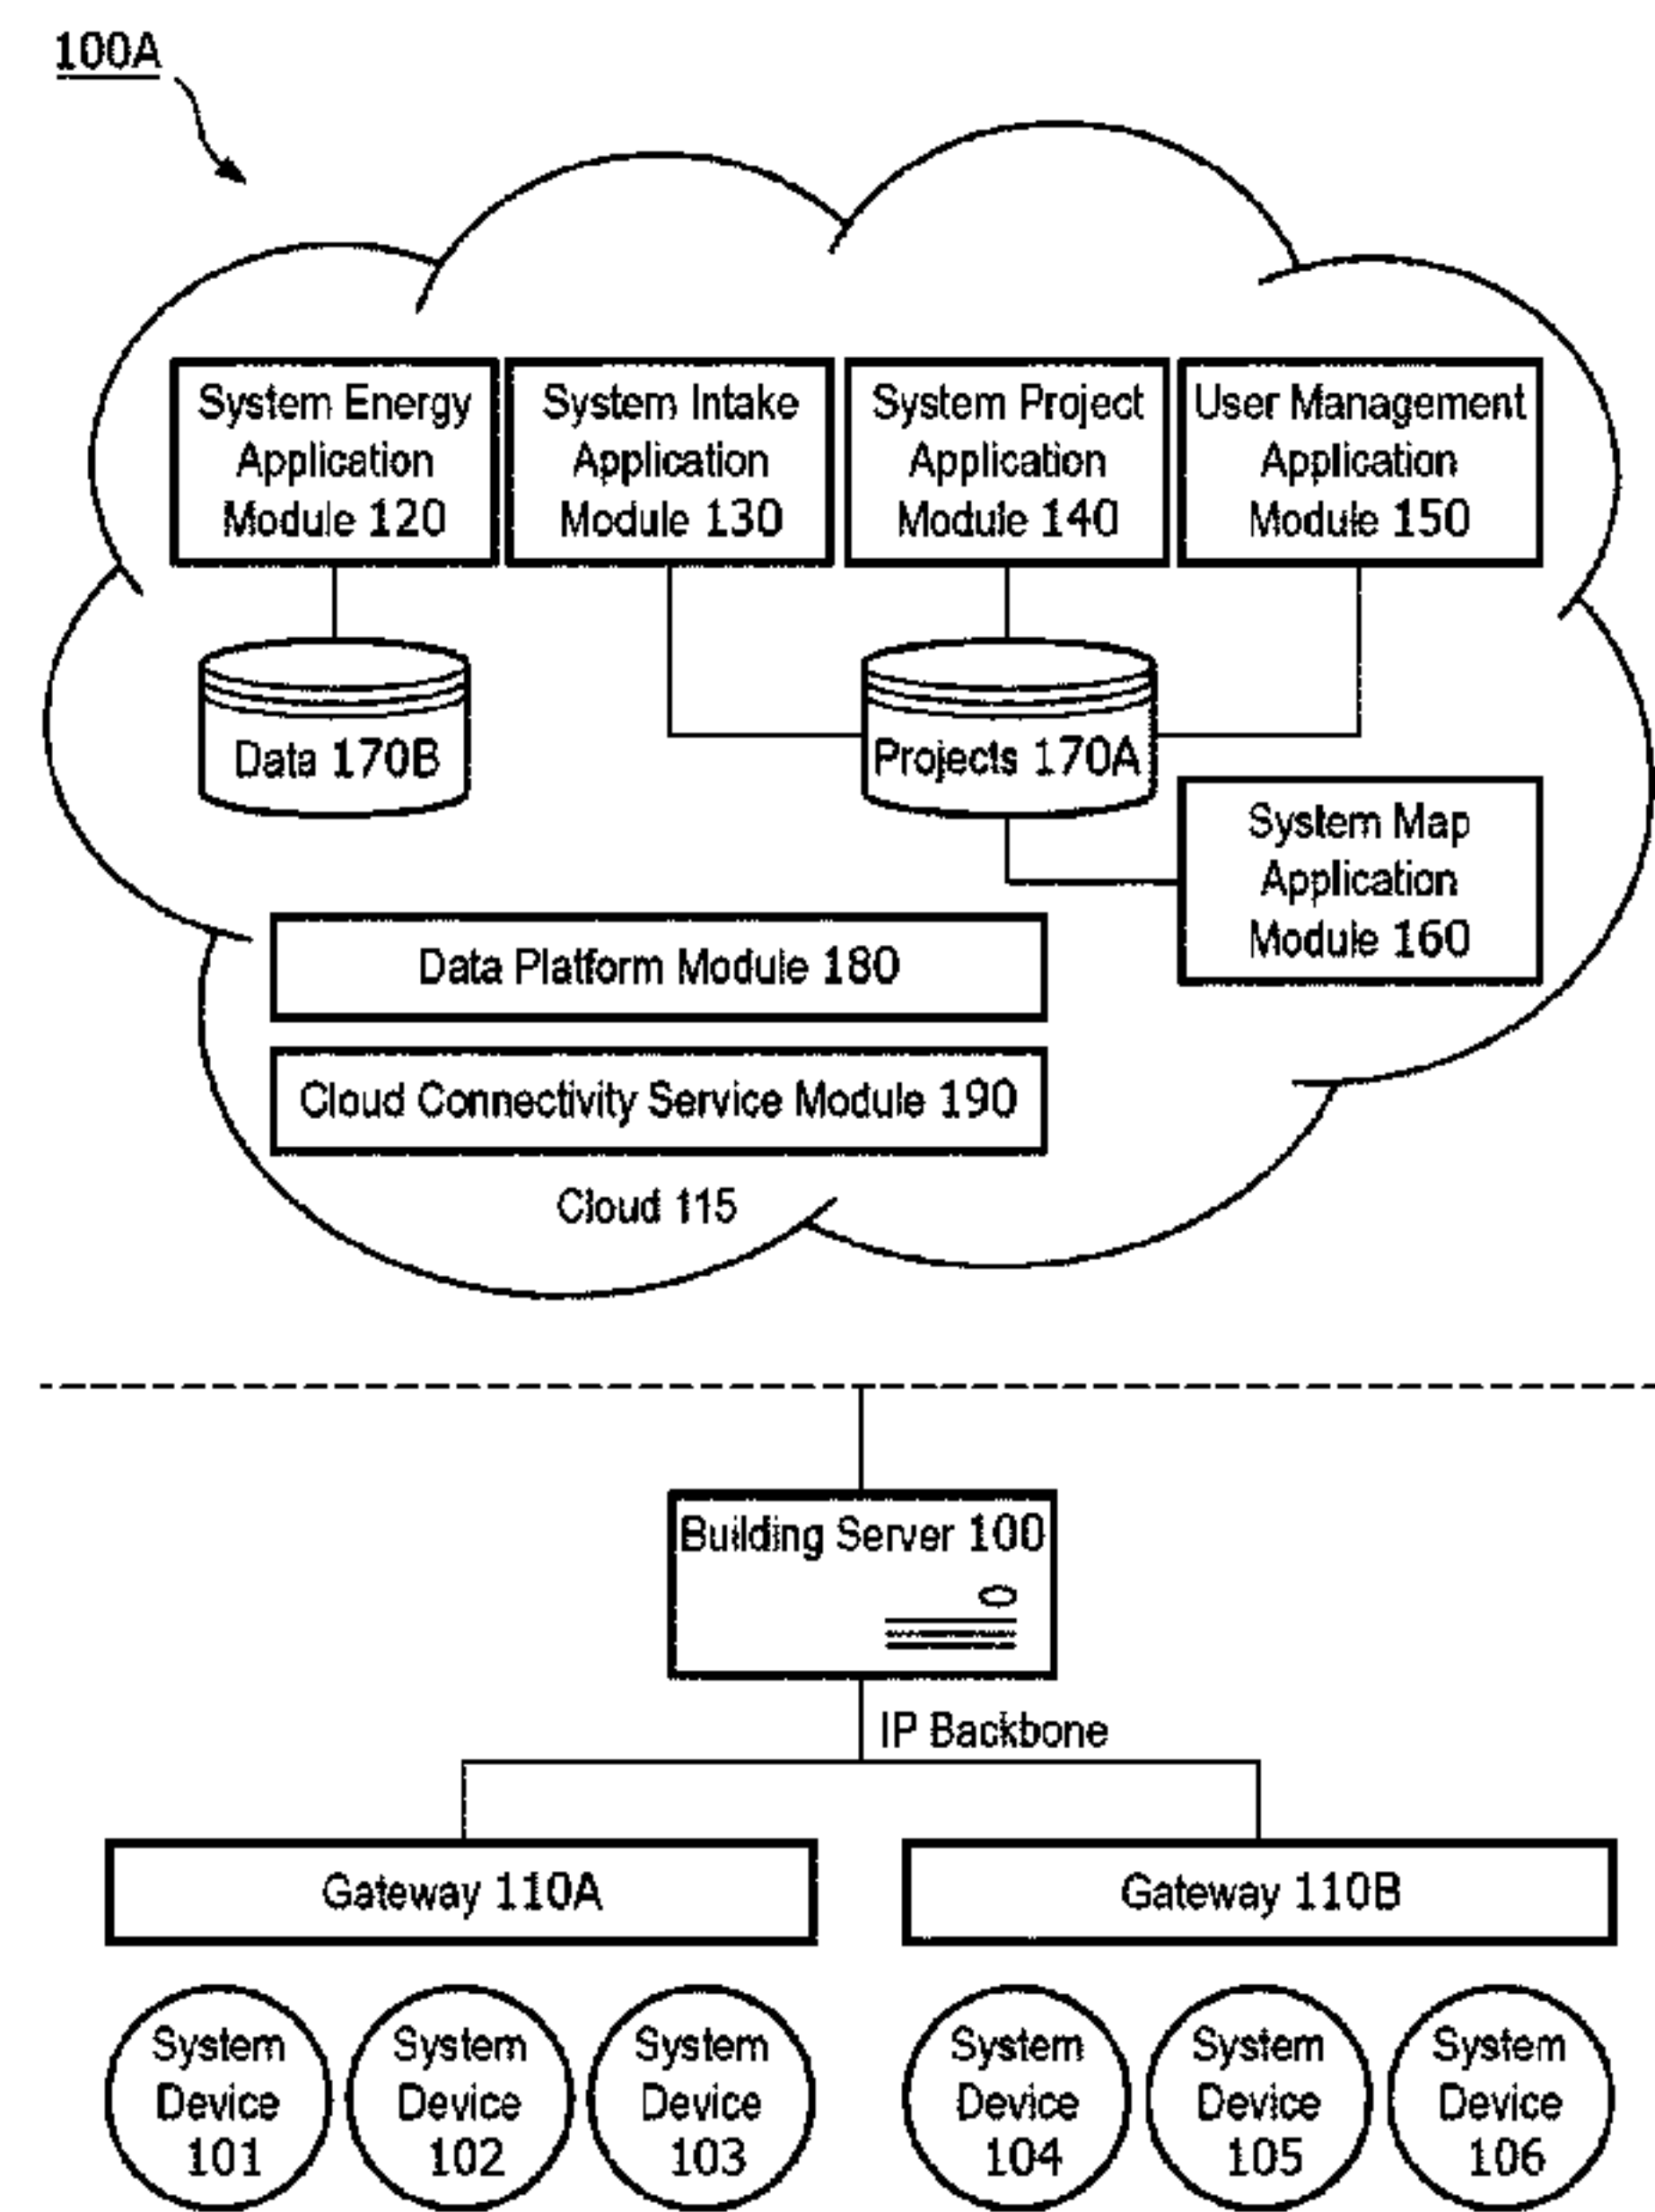 100A
System Energy
Application
Module 120
System Intake
Application
Module 130
System Project
Application
Module 140
User Management
Application
Module 150
Data 170B
Projects 170A
System Map
Application
Module 160
Data Platform Module 180
Cloud Connectivity Service Module 190
Cloud 115
Building Server 100
IP Backbone
Gateway 110A
Gateway 110B
System
Device
101
System
Device
102
System
Device
103
System
Device
104
System
Device
105
System
Device
106